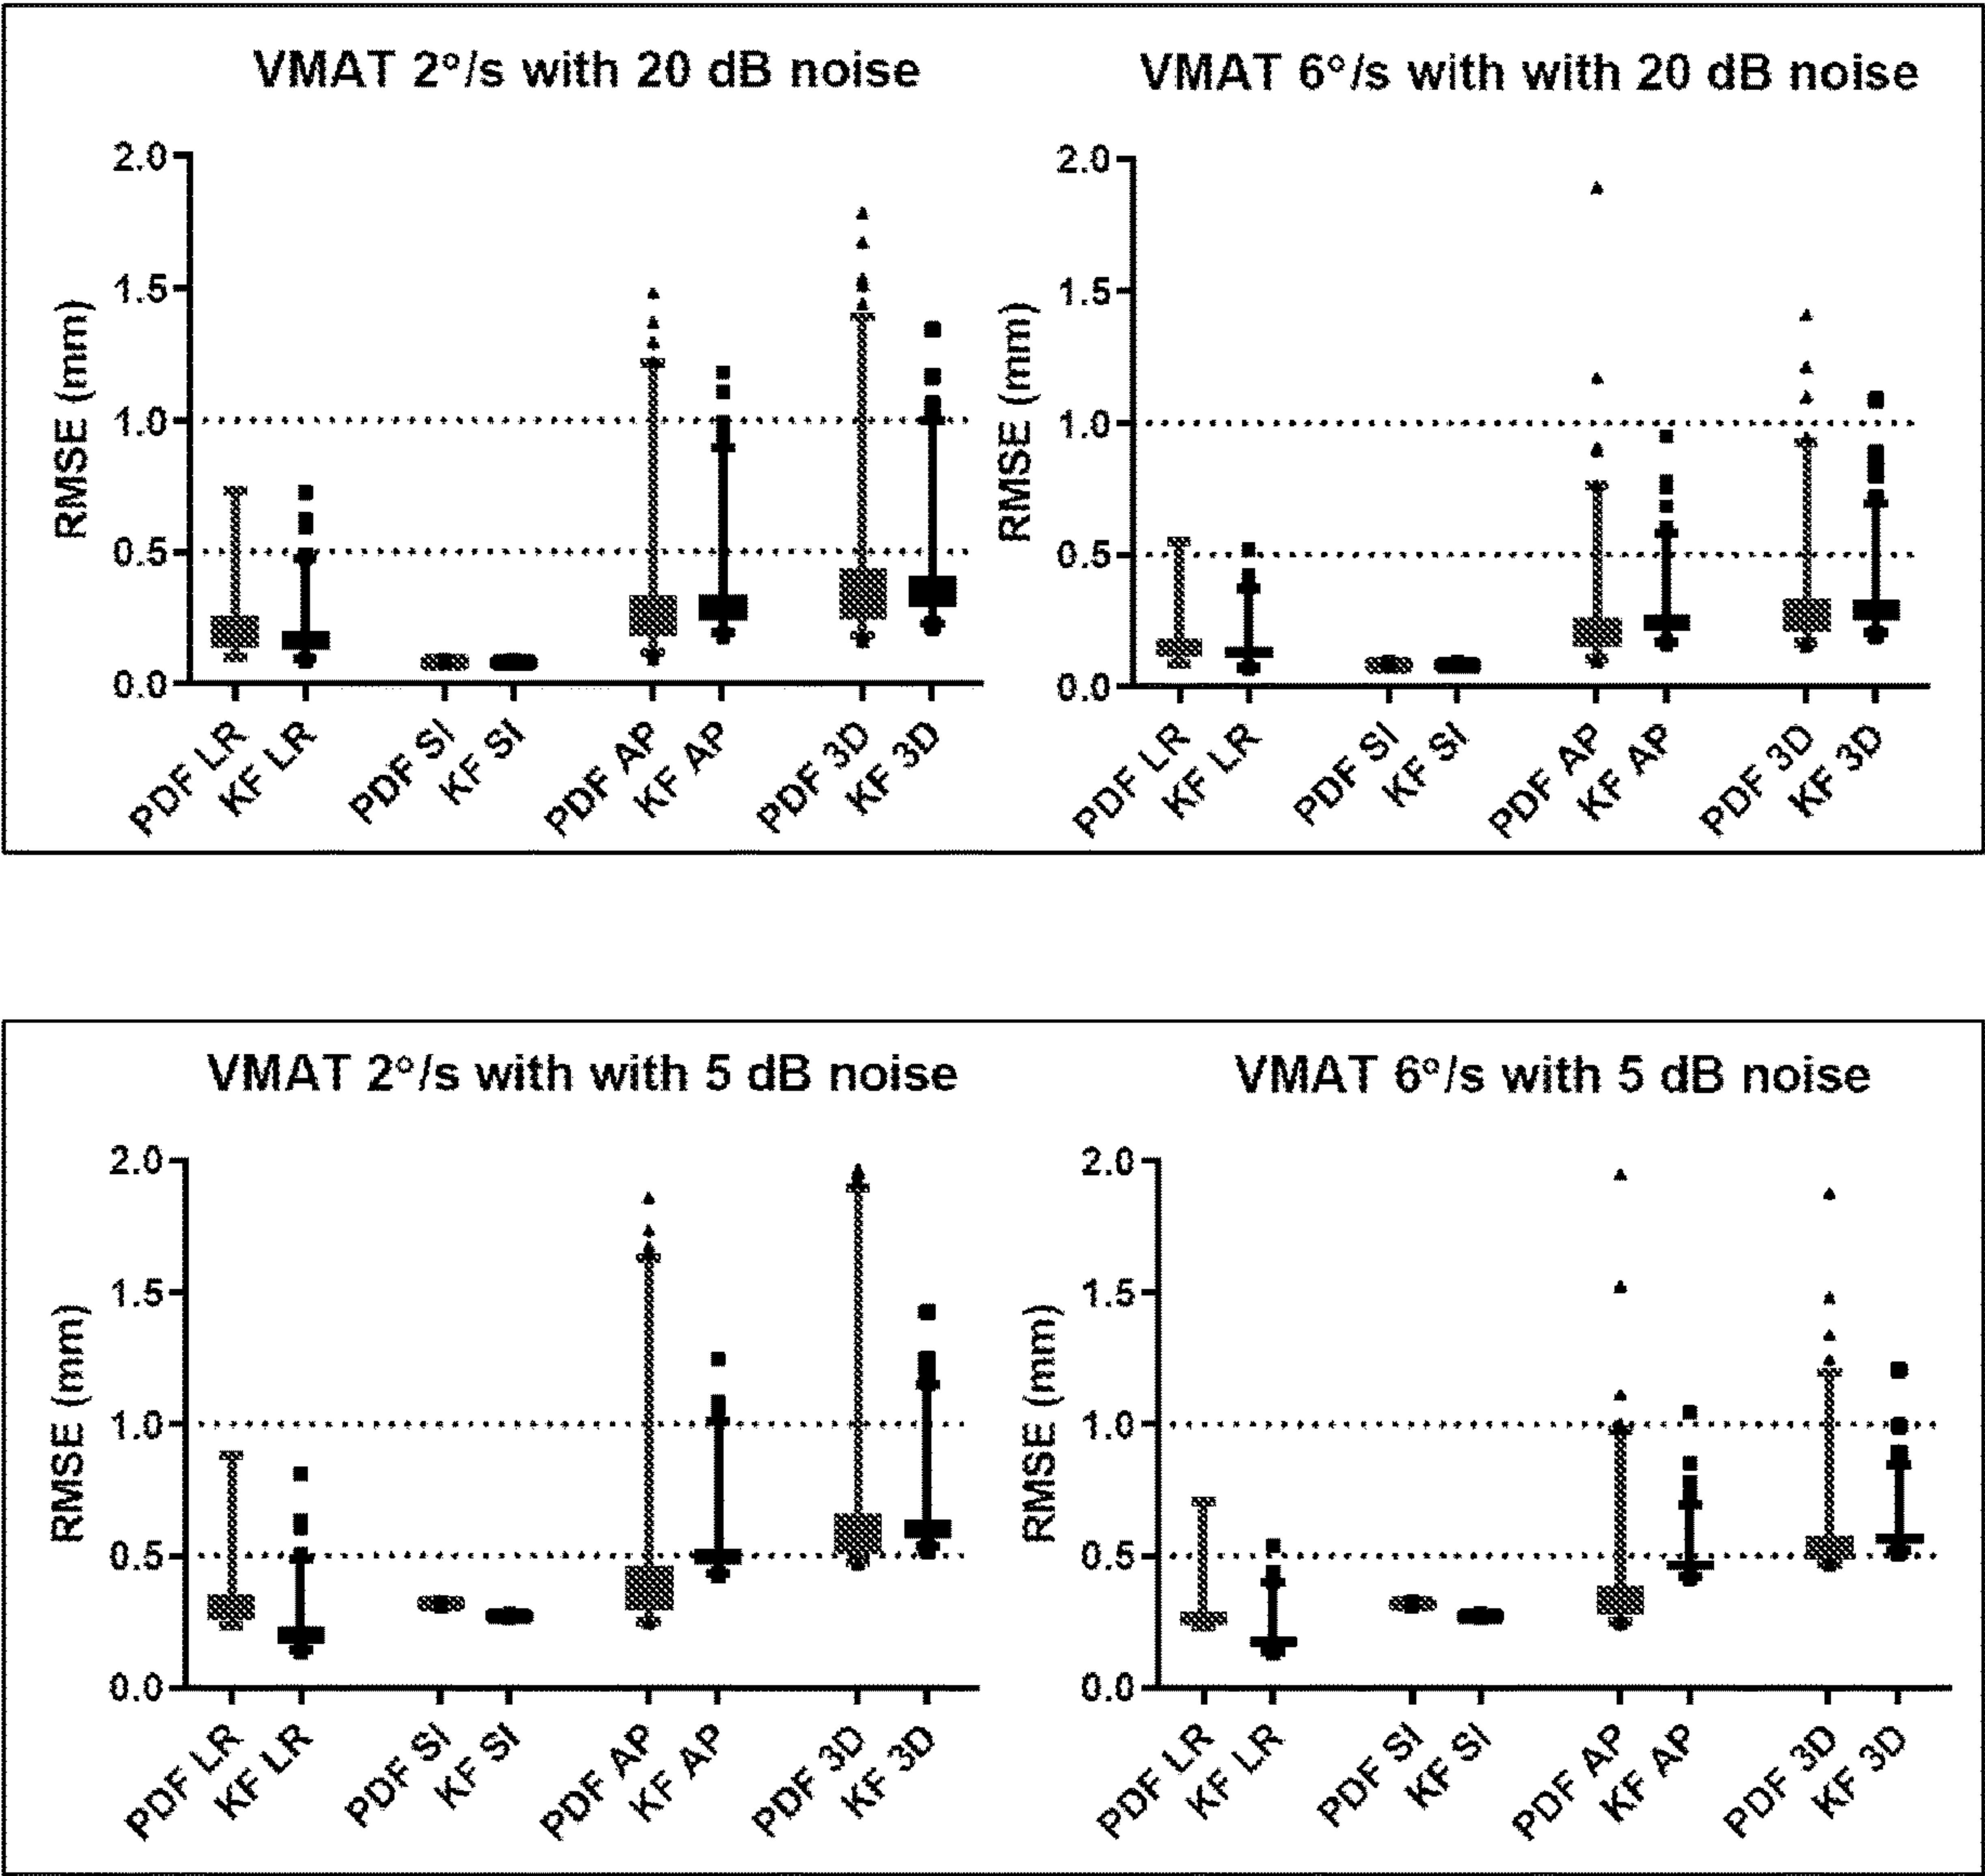 VMAT 2°/s with 20 dB noise
RMSE (mm)
2.0
1.5
1.0
0.5
0.0
PDF LR
KF LR
PDF SI
KF SI
PDF AP
KF AP
PDF 3D
KF 3D
VMAT 6°/s with with 20 dB noise
RMSE (mm)
2.0
1.5
1.0
0.5
0.0
PDF LR
KF LR
PDF SI
KF SI
PDF AP
KF AP
PDF 3D
KF 3D
VMAT 2°/s with with 5 dB noise
RMSE (mm)
2.0
1.5
1.0
0.5
0.0
PDF LR
KF LR
PDF SI
KF SI
PDF AP
KF AP
PDF 3D
KF 3D
VMAT 6°/s with 5 dB noise
RMSE (mm)
2.0
1.5
1.0
0.5
0.0
PDF LR
KF LR
PDF SI
KF SI
PDF AP
KF AP
PDF 3D
KF 3D